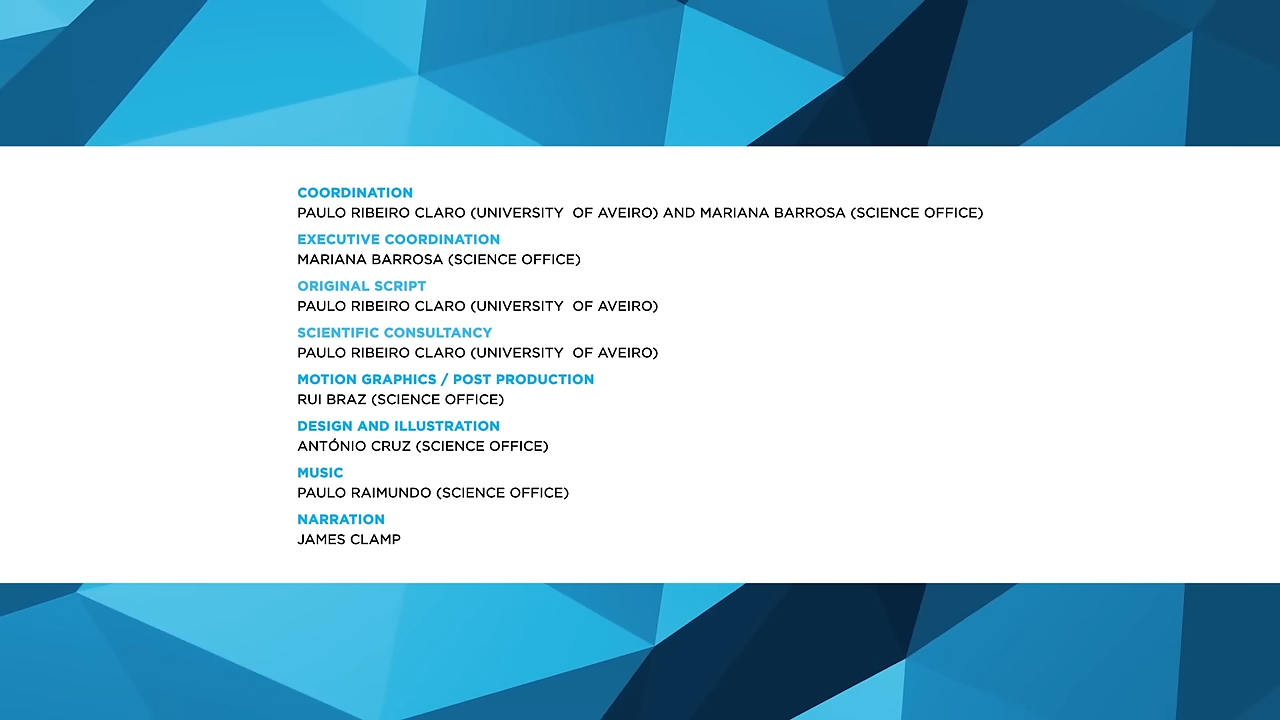 COORDINATION
PAULO RIBEIRO CLARO (UNIVERSITY  OF AVEIRO) AND MARIANA BARROSA (SCIENCE OFFICE)
EXECUTIVE COORDINATION
MARIANA BARROSA (SCIENCE OFFICE)
ORIGINAL SCRIPT
PAULO RIBEIRO CLARO (UNIVERSITY  OF AVEIRO)
SCIENTIFIC CONSULTANCY
PAULO RIBEIRO CLARO (UNIVERSITY  OF AVEIRO)
MOTION GRAPHICS / POST PRODUCTION
RUI BRAZ (SCIENCE OFFICE)
DESIGN AND ILLUSTRATION
ANTÓNIO CRUZ (SCIENCE OFFICE)
MUSIC
PAULO RAIMUNDO (SCIENCE OFFICE)
NARRATION
JAMES CLAMP